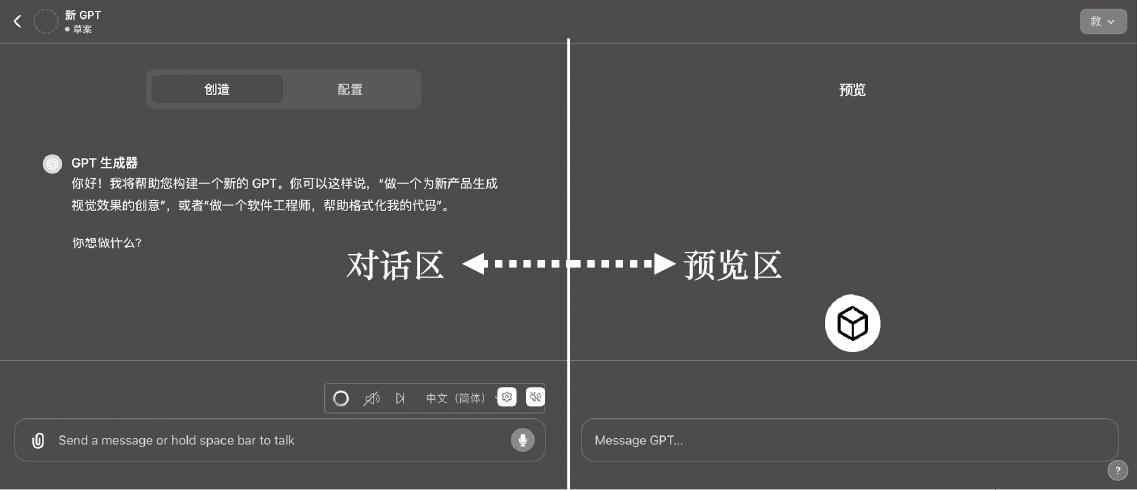 新 GPT
草案
救
创造
配置
预览
GPT 生成器
你好！我将帮助您构建一个新的 GPT。你可以这样说，“做一个为新产品生成
视觉效果的创意”，或者“做一个软件工程师，帮助格式化我的代码”。
你想做什么？
对话区
预览区
中文（简体）
Send a message or hold space bar to talk
Message GPT...
?